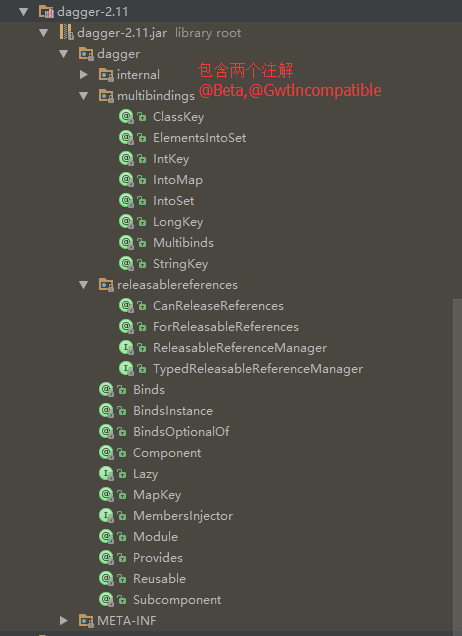 dagger-2.11
dagger-2.11.jar library root
dagger
internal
包含两个注解
@Beta,@GwtIncompatible
multibindings
ClassKey
ElementsIntoSet
IntKey
IntoMap
IntoSet
LongKey
Multibinds
StringKey
releasablereferences
CanReleaseReferences
ForReleasableReferences
ReleasableReferenceManager
TypedReleasableReferenceManager
Binds
BindsInstance
BindsOptionalOf
Component
Lazy
MapKey
MembersInjector
Module
Provides
Reusable
Subcomponent
META-INF